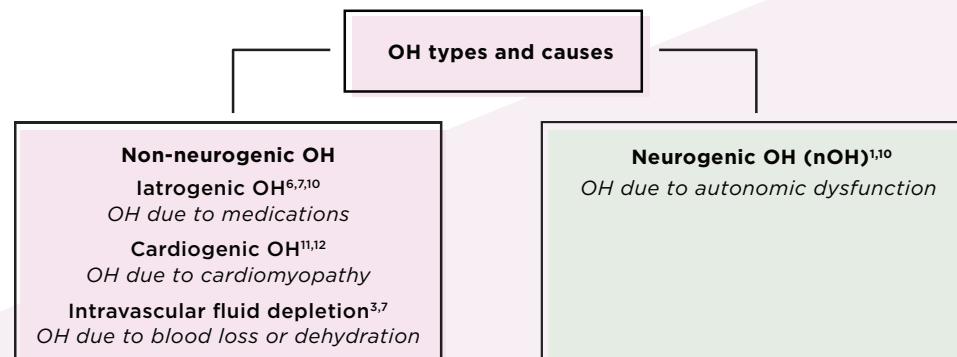 OH types and causes
Non-neurogenic OH
Iatrogenic OH6,7,10
OH due to medications
Cardiogenic OH11,12
OH due to cardiomyopathy
Intravascular fluid depletion3,7
OH due to blood loss or dehydration
Neurogenic OH (nOH)1,10
OH due to autonomic dysfunction